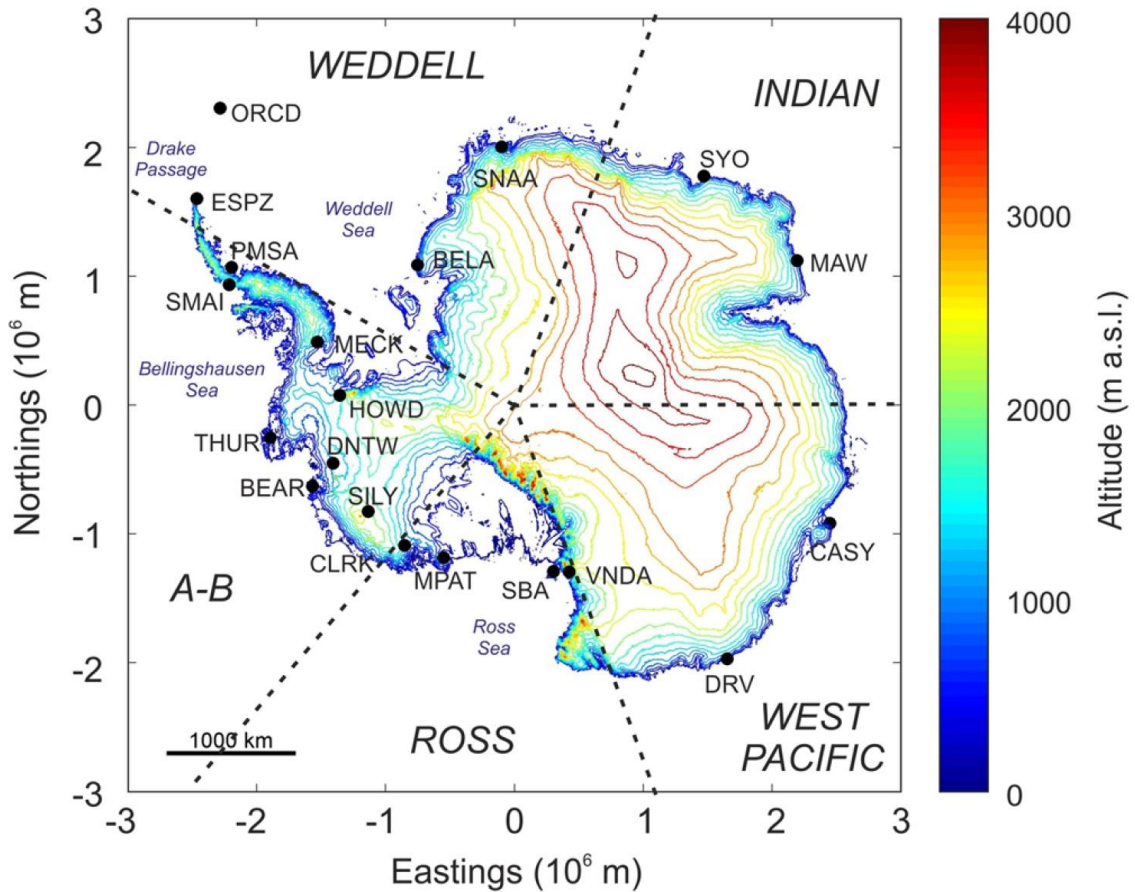 3
2
1
0
-1
-2
-3
Northings (10⁶ m)
-3
-2
-1
0
1
2
3
Eastings (10⁶ m)
WEDDELL
INDIAN
ORCD
Drake
Passage
ESPZ
Weddell
Sea
SNAA
SYO
PMSA
BELA
MAW
SMAI
MECK
Bellingshausen
Sea
HOWD
THUR
DNTW
BEAR
SILY
CASY
CLRK
MPAT
SBA
VNDA
A-B
Ross
Sea
DRV
ROSS
WEST
PACIFIC
1000 km
4000
3000
2000
1000
0
Altitude (m a.s.l.)